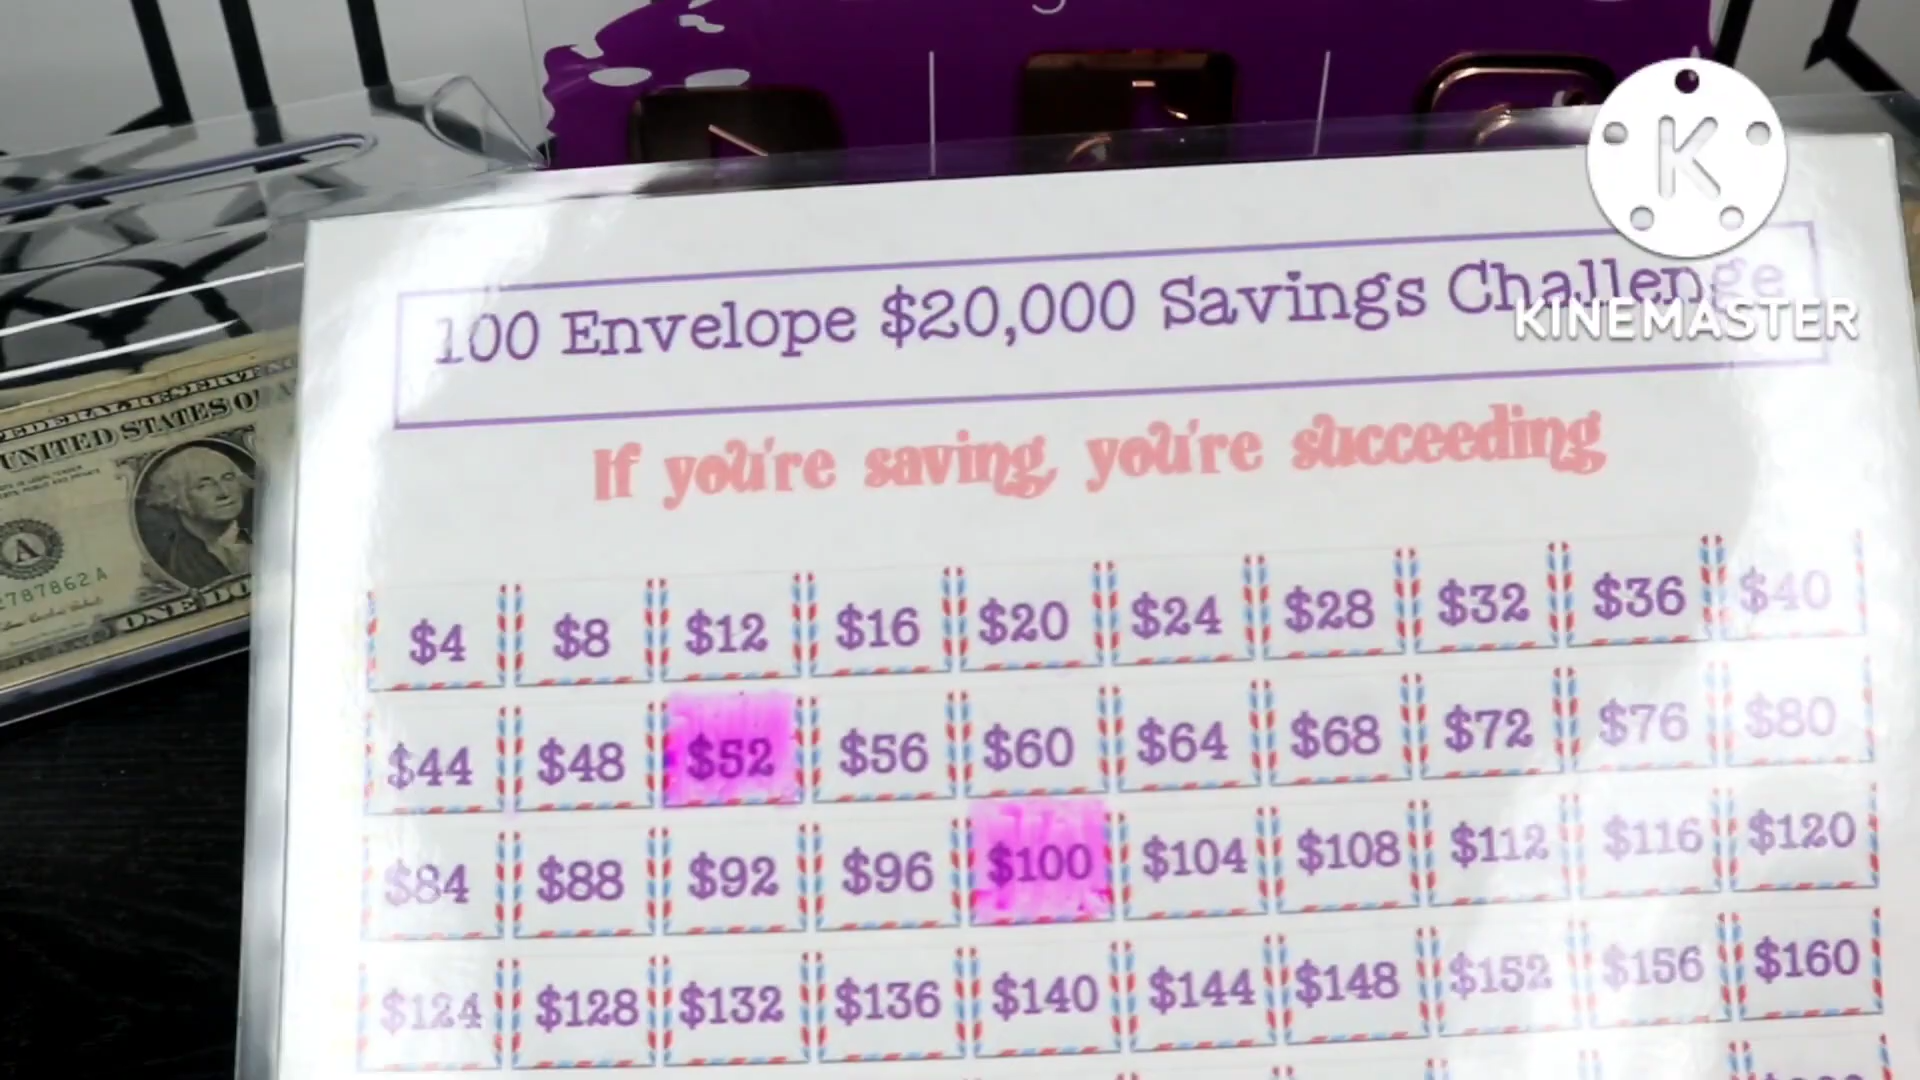 K
KINEMASTER
FEDERAL RESERVE
UNITED STATES OF
A
787862 A
ONE DO
100 Envelope $20,000 Savings Challenge
If you're saving, you're succeeding
$4 $8 $12 $16 $20 $24 $28 $32 $36 $40
$44 $48 $52 $56 $60 $64 $68 $72 $76 $80
$84 $88 $92 $96 $100 $104 $108 $112 $116 $120
$124 $128 $132 $136 $140 $144 $148 $152 $156 $160